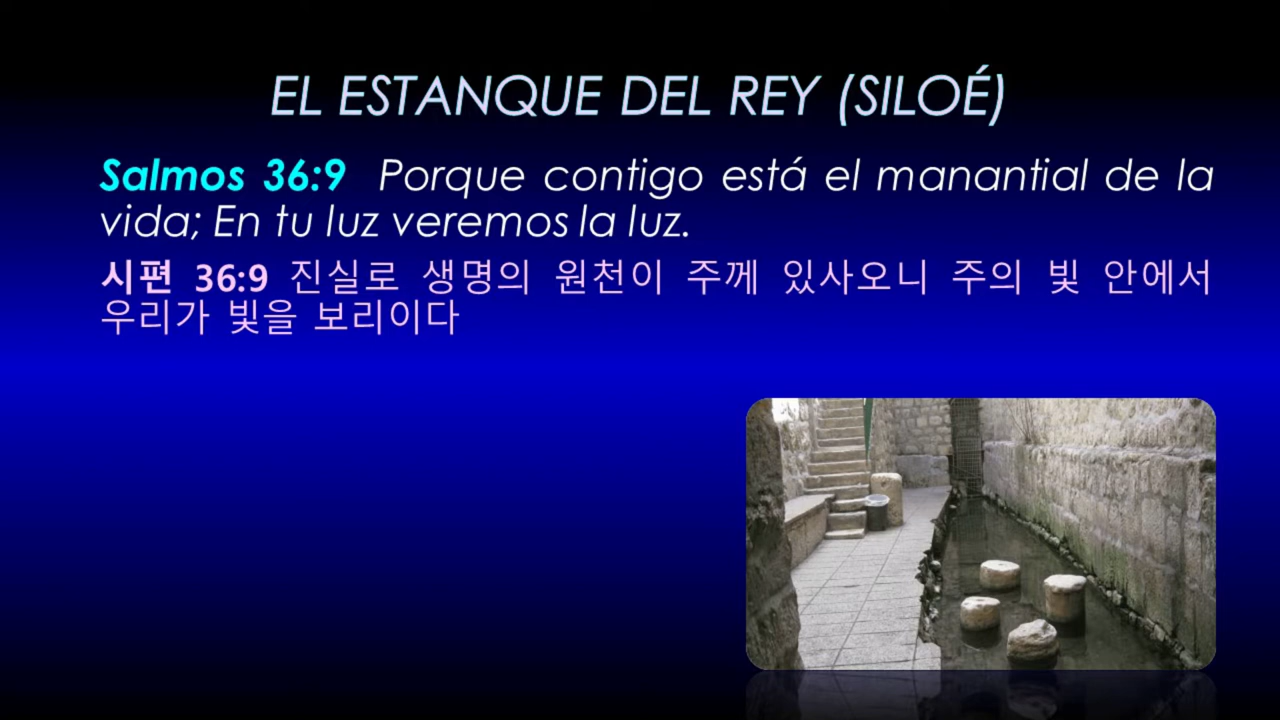 EL ESTANQUE DEL REY (SILOÉ)
Salmos 36:9 Porque contigo está el manantial de la
vida; En tu luz veremos la luz.
시편 36:9 진실로 생명의 원천이 주께 있사오니 주의 빛 안에서
우리가 빛을 보리이다